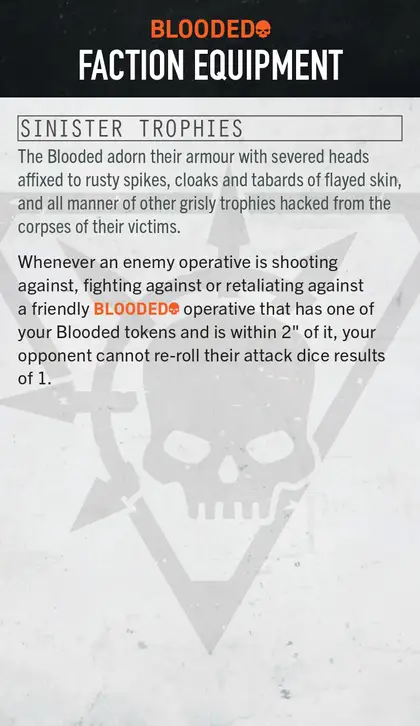 BLOODED
FACTION EQUIPMENT
SINISTER TROPHIES
The Blooded adorn their armour with severed heads
affixed to rusty spikes, cloaks and tabards of flayed skin,
and all manner of other grisly trophies hacked from the
corpses of their victims.
Whenever an enemy operative is shooting
against, fighting against or retaliating against
a friendly BLOODED operative that has one of
your Blooded tokens and is within 2" of it, your
opponent cannot re-roll their attack dice results
of 1.